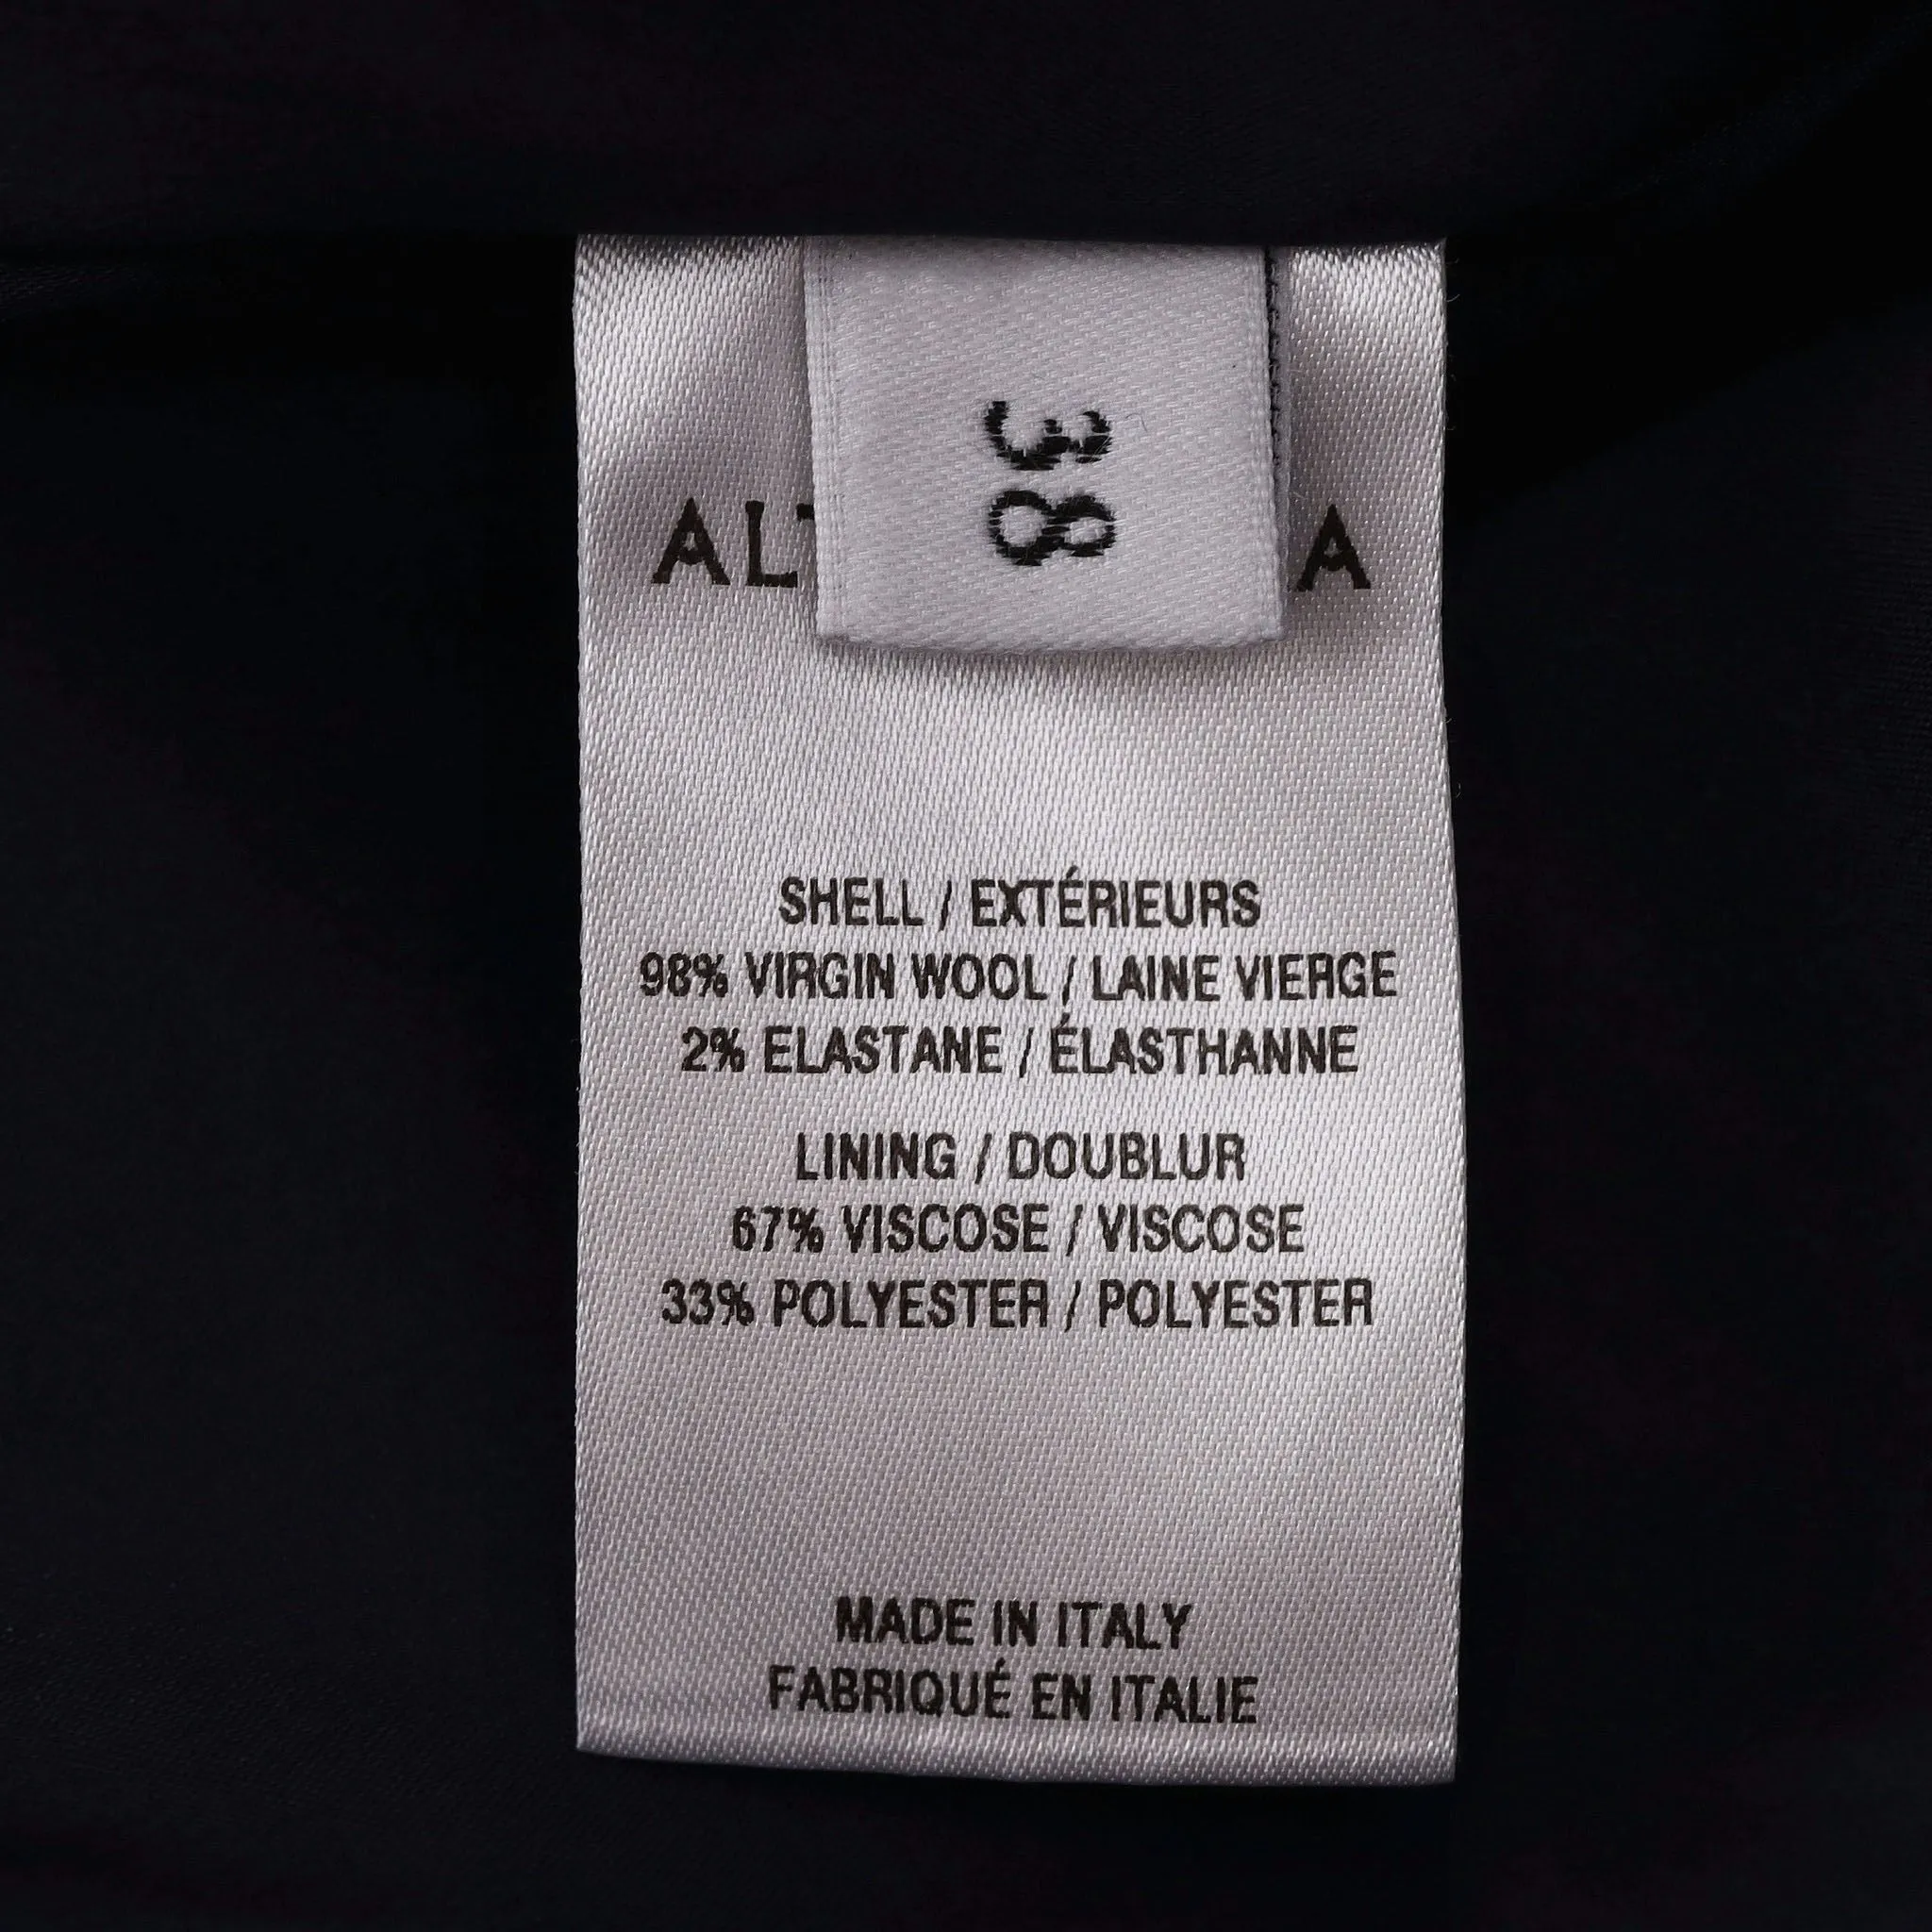 38
SHELL / EXTÉRIEURS
98% VIRGIN WOOL / LAINE VIERGE
2% ELASTANE / ÉLASTHANNE
LINING / DOUBLUR
67% VISCOSE / VISCOSE
33% POLYESTER / POLYESTER
MADE IN ITALY
FABRIQUÉ EN ITALIE